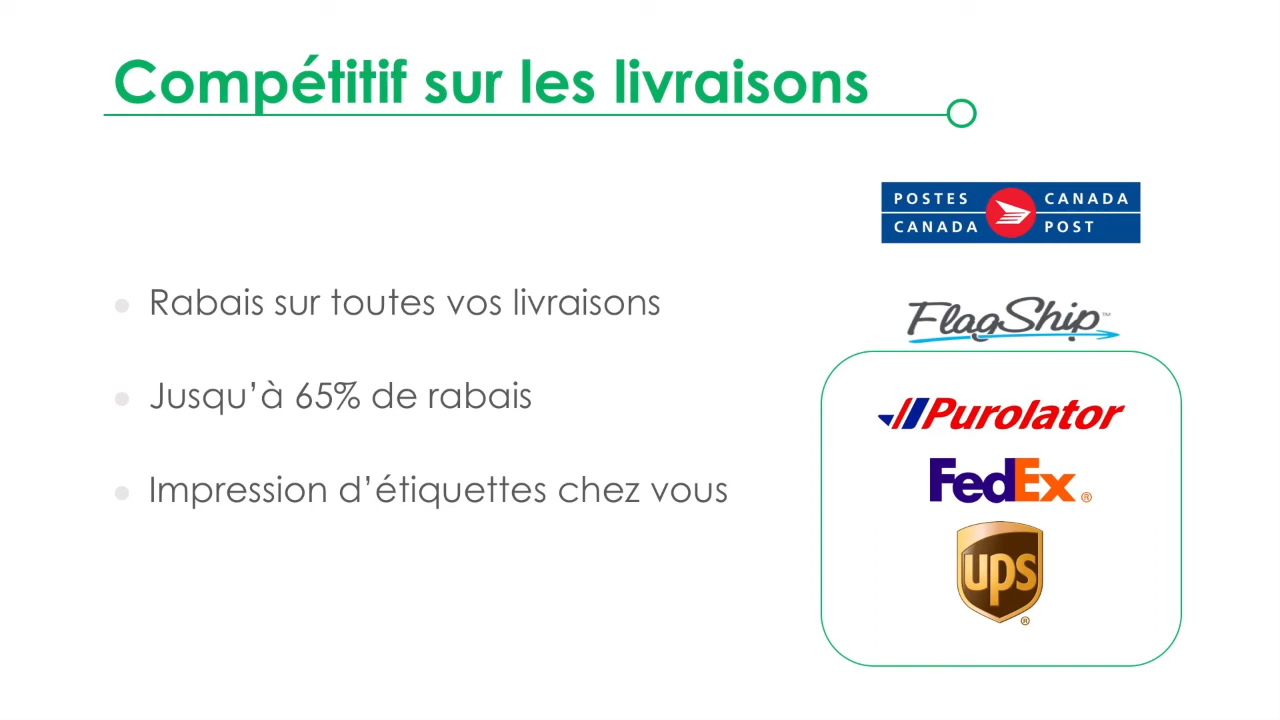 Compétitif sur les livraisons
POSTES CANADA
CANADA POST
Rabais sur toutes vos livraisons
FlagShip™
Jusqu’à 65% de rabais
Purolator
FedEx®
Impression d’étiquettes chez vous
ups®